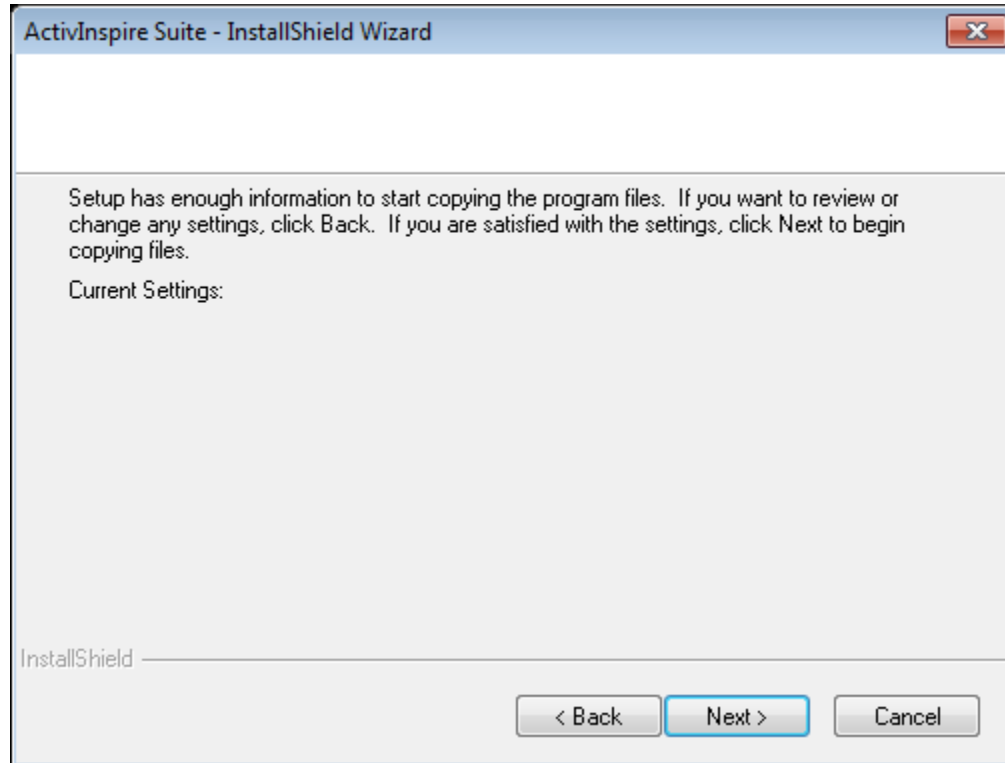 ActivInspire Suite - InstallShield Wizard
Setup has enough information to start copying the program files.  If you want to review or
change any settings, click Back.  If you are satisfied with the settings, click Next to begin
copying files.
Current Settings:
InstallShield
< Back
Next >
Cancel